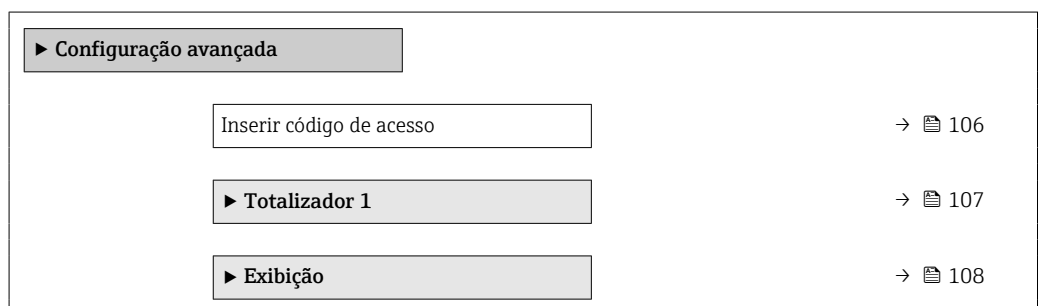 ▶ Configuração avançada
Inserir código de acesso → 106
▶ Totalizador 1 → 107
▶ Exibição → 108